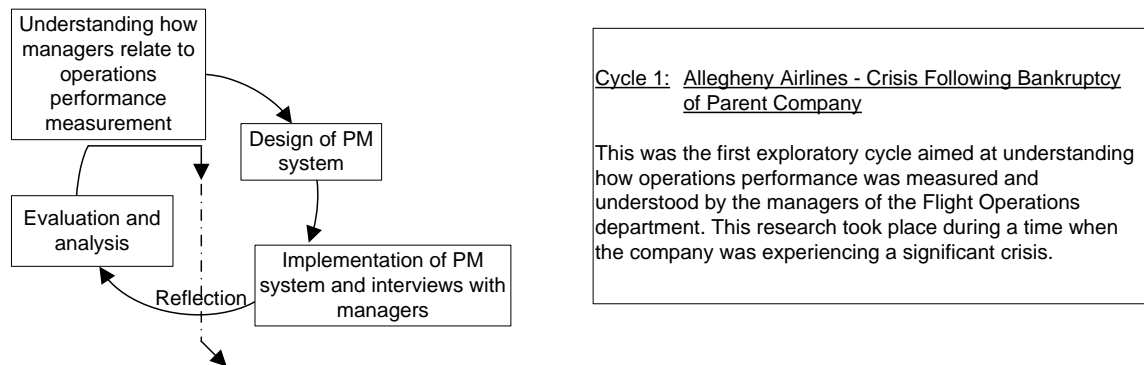 Understanding how
managers relate to
operations
performance
measurement
Design of PM
system
Implementation of PM
system and interviews with
managers
Reflection
Evaluation and
analysis
Cycle 1: Allegheny Airlines - Crisis Following Bankruptcy
of Parent Company
This was the first exploratory cycle aimed at understanding
how operations performance was measured and
understood by the managers of the Flight Operations
department. This research took place during a time when
the company was experiencing a significant crisis.